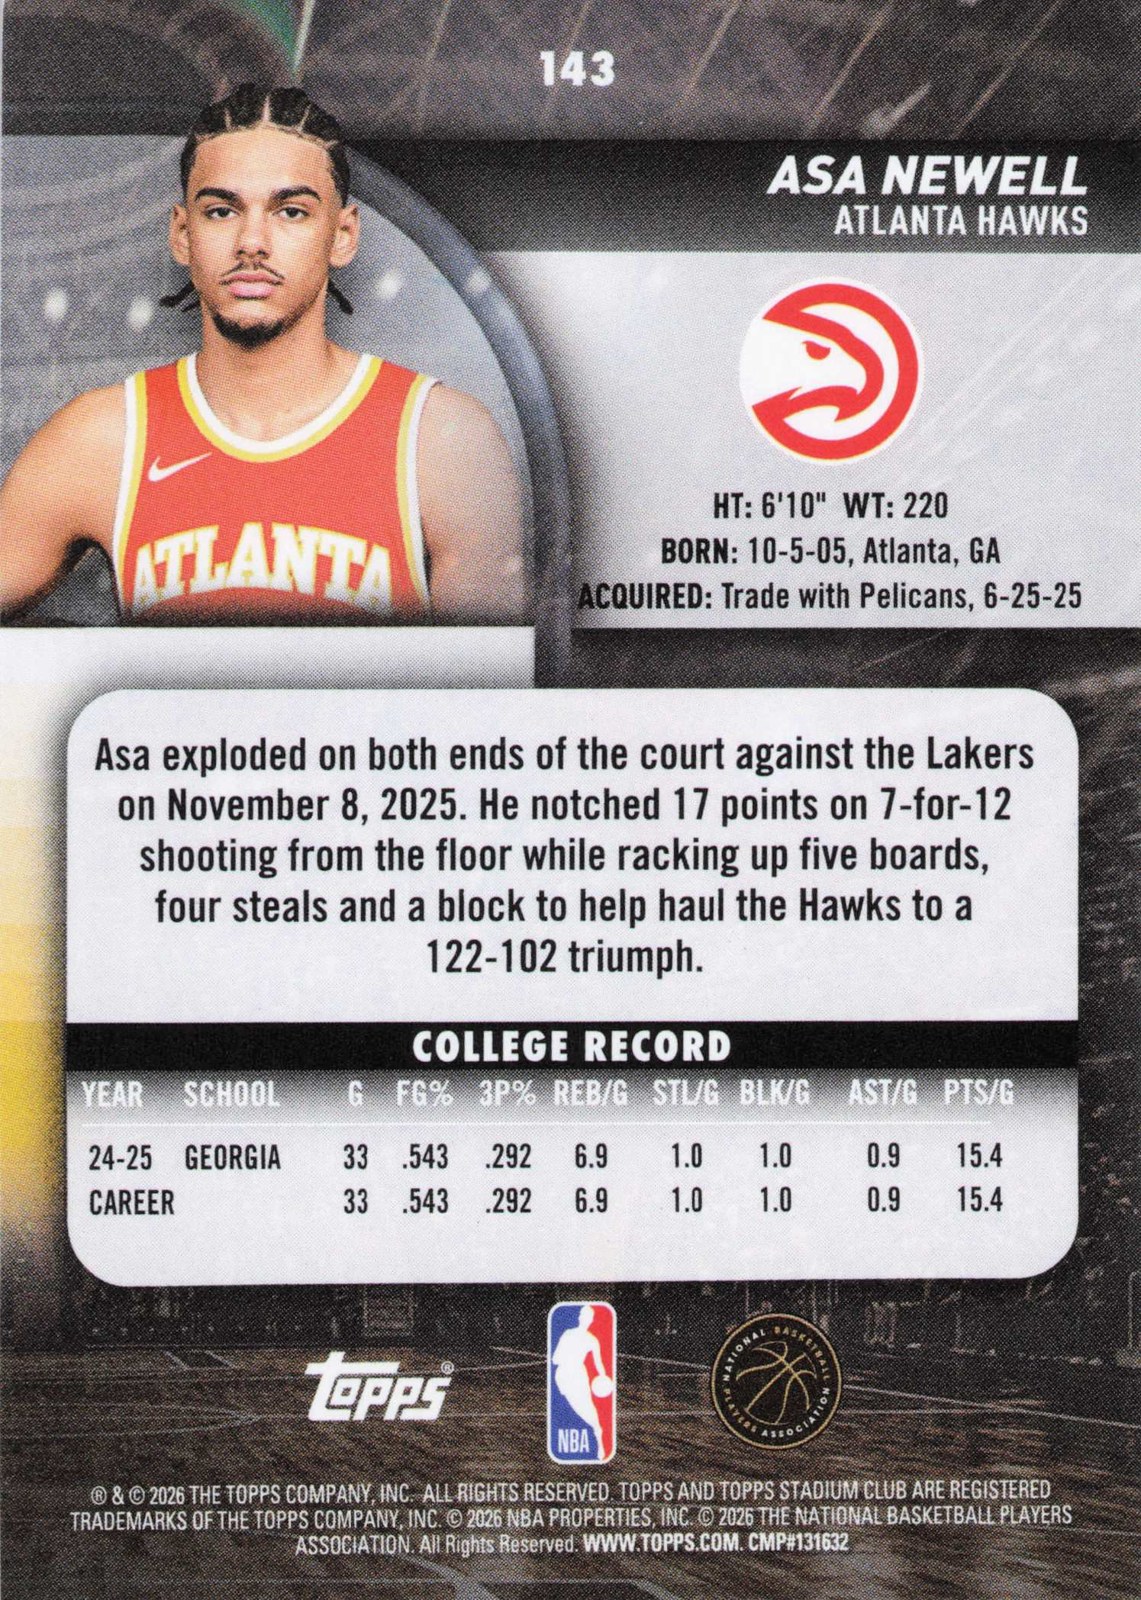 143
ASA NEWELL
ATLANTA HAWKS
HT: 6'10" WT: 220
BORN: 10-5-05, Atlanta, GA
ACQUIRED: Trade with Pelicans, 6-25-25
ATLANTA
Asa exploded on both ends of the court against the Lakers
on November 8, 2025. He notched 17 points on 7-for-12
shooting from the floor while racking up five boards,
four steals and a block to help haul the Hawks to a
122-102 triumph.
COLLEGE RECORD
YEAR SCHOOL G FG% 3P% REB/G STL/G BLK/G AST/G PTS/G
24-25 GEORGIA 33 .543 .292 6.9 1.0 1.0 0.9 15.4
CAREER 33 .543 .292 6.9 1.0 1.0 0.9 15.4
topps®
NBA
NATIONAL BASKETBALL PLAYERS ASSOCIATION
® & © 2026 THE TOPPS COMPANY, INC. ALL RIGHTS RESERVED. TOPPS AND TOPPS STADIUM CLUB ARE REGISTERED
TRADEMARKS OF THE TOPPS COMPANY, INC. © 2026 NBA PROPERTIES, INC. © 2026 THE NATIONAL BASKETBALL PLAYERS
ASSOCIATION. All Rights Reserved. WWW.TOPPS.COM. CMP#131632